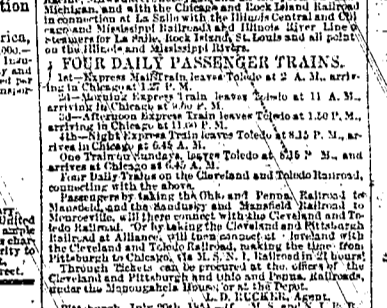 Michigan, and with the Chicago and Rock Island Railroad
in connection at La Salle with the Illinois Central and Chi
cago and Mississippi Railroad and Illinois River Line
Steamers for La Salle, Rock Island, St. Louis and all point
on the Illinois and Mississippi Rivers.
FOUR DAILY PASSENGER TRAINS.
1st—Express Mail Train leaves Toledo at 2 A. M., arriv-
ing in Chicago at 1.27 P. M.
2d—Morning Express Train leaves Toledo at 11 A. M.,
arriving in Chicago at P. M.
3d—Afternoon Express Train leaves Toledo at 1.50 P. M.,
arriving in Chicago at 11.00 P. M.
4th—Night Express Train leaves Toledo at 8.15 P. M., ar-
rives in Chicago at 6.45 A. M.
One Train on Sundays, leaves Toledo at 8.15 P. M., and
arrives at Chicago at 6.45 A. M.
Four Daily Trains on the Cleveland and Toledo Railroad,
connecting with the above.
Passengers by taking the Ohio and Penna. Railroad to
Mansfield, and the Sandusky and Mansfield Railroad to
Monroeville, will there connect with the Cleveland and To-
ledo Railroad. Or by taking the Cleveland and Pittsburgh
Railroad at Alliance, will then connect at Cleveland with
the Cleveland and Toledo Railroad, making the time from
Pittsburgh to Chicago, via M. S. N. I. Railroad in 21 hours!
Through Tickets can be procured at the offices of the
Cleveland and Pittsburgh and Ohio and Penna. Railroads,
under the Monongahela House, or at the Depot.
L. D. RUCKER, Agent.